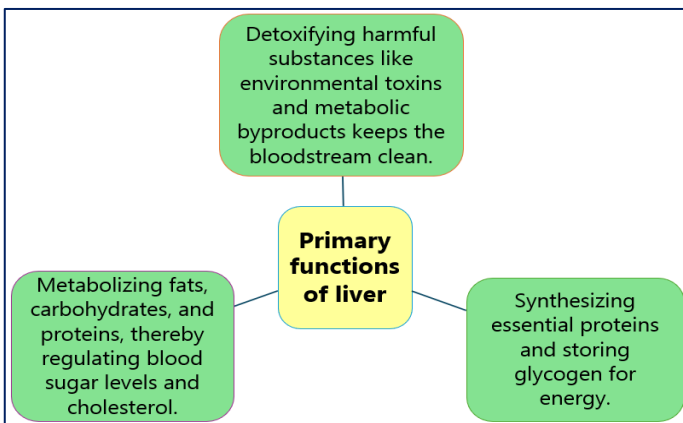 Detoxifying harmful
substances like
environmental toxins
and metabolic
byproducts keeps the
bloodstream clean.
Primary
functions
of liver
Metabolizing fats,
carbohydrates, and
proteins, thereby
regulating blood
sugar levels and
cholesterol.
Synthesizing
essential proteins
and storing
glycogen for
energy.